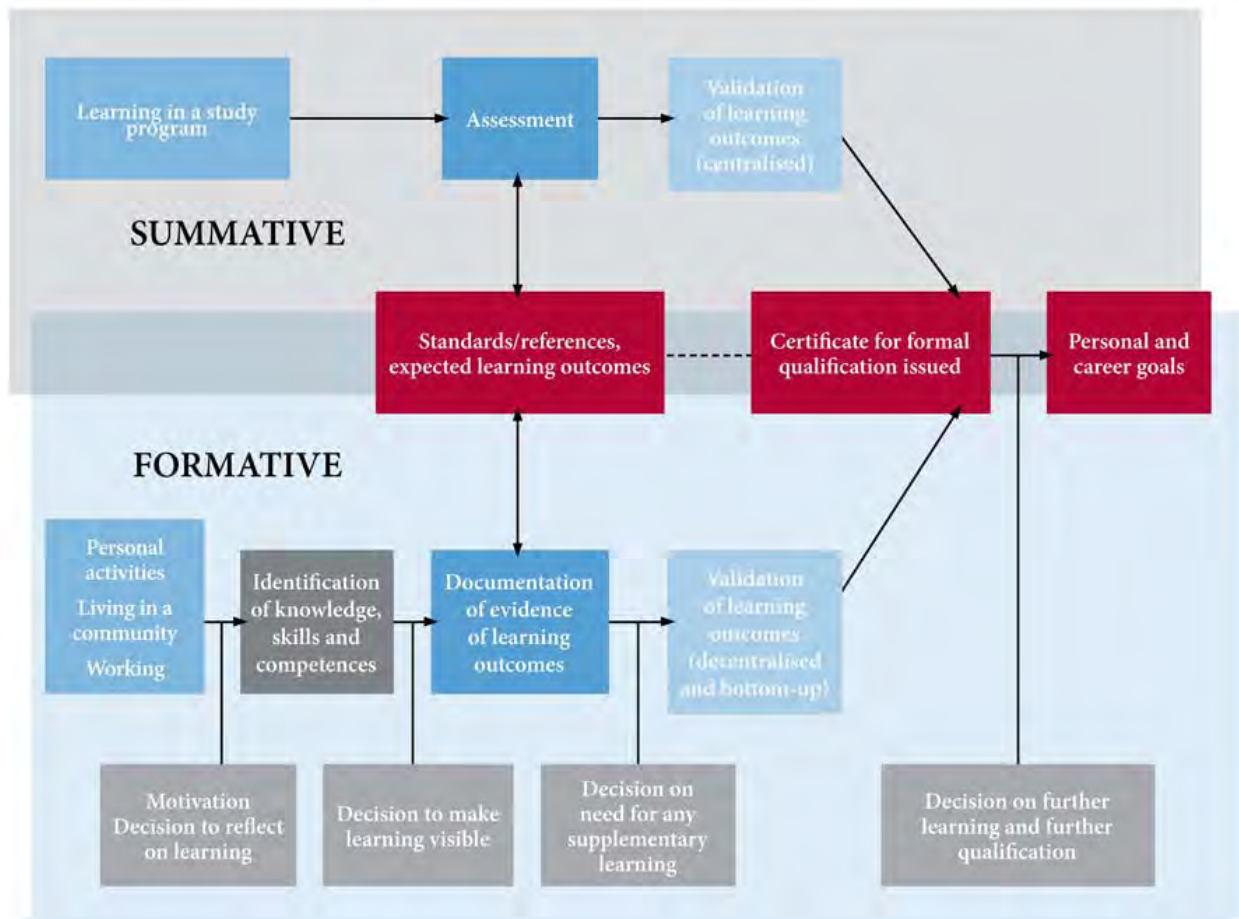 Learning in a study
program
Assessment
Validation
of learning
outcomes
(centralised)
SUMMATIVE
Standards/references,
expected learning outcomes
Certificate for formal
qualification issued
Personal and
career goals
FORMATIVE
Personal
activities
Living in a
community
Working
Identification
of knowledge,
skills and
competences
Documentation
of evidence
of learning
outcomes
Validation
of learning
outcomes
(decentralised
and bottom-up)
Motivation
Decision to reflect
on learning
Decision to make
learning visible
Decision on
need for any
supplementary
learning
Decision on further
learning and further
qualification